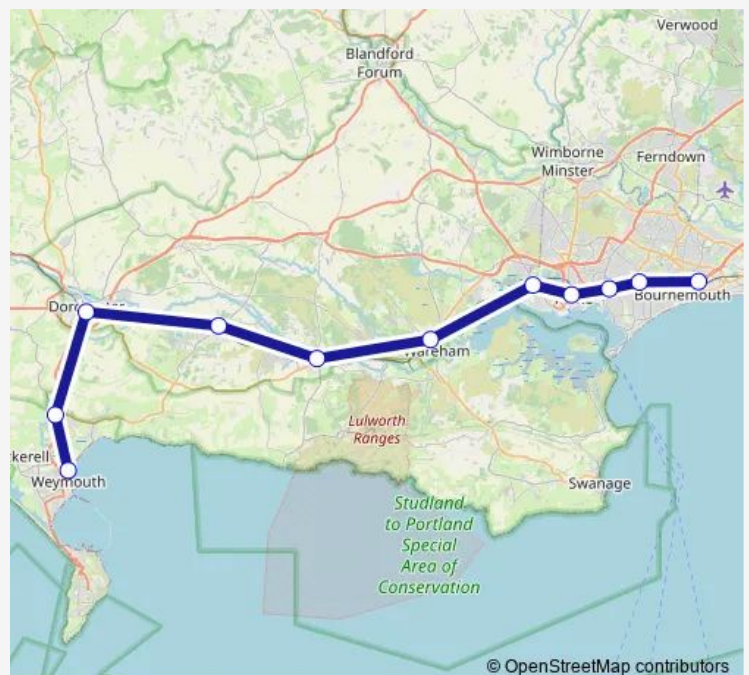 Verwood
Blandford
Forum
Wimborne
Minster
Ferndown
Bournemouth
Lulworth
Ranges
Weymouth
Swanage
Studland
to Portland
Special
Area of
Conservation
© OpenStreetMap contributors